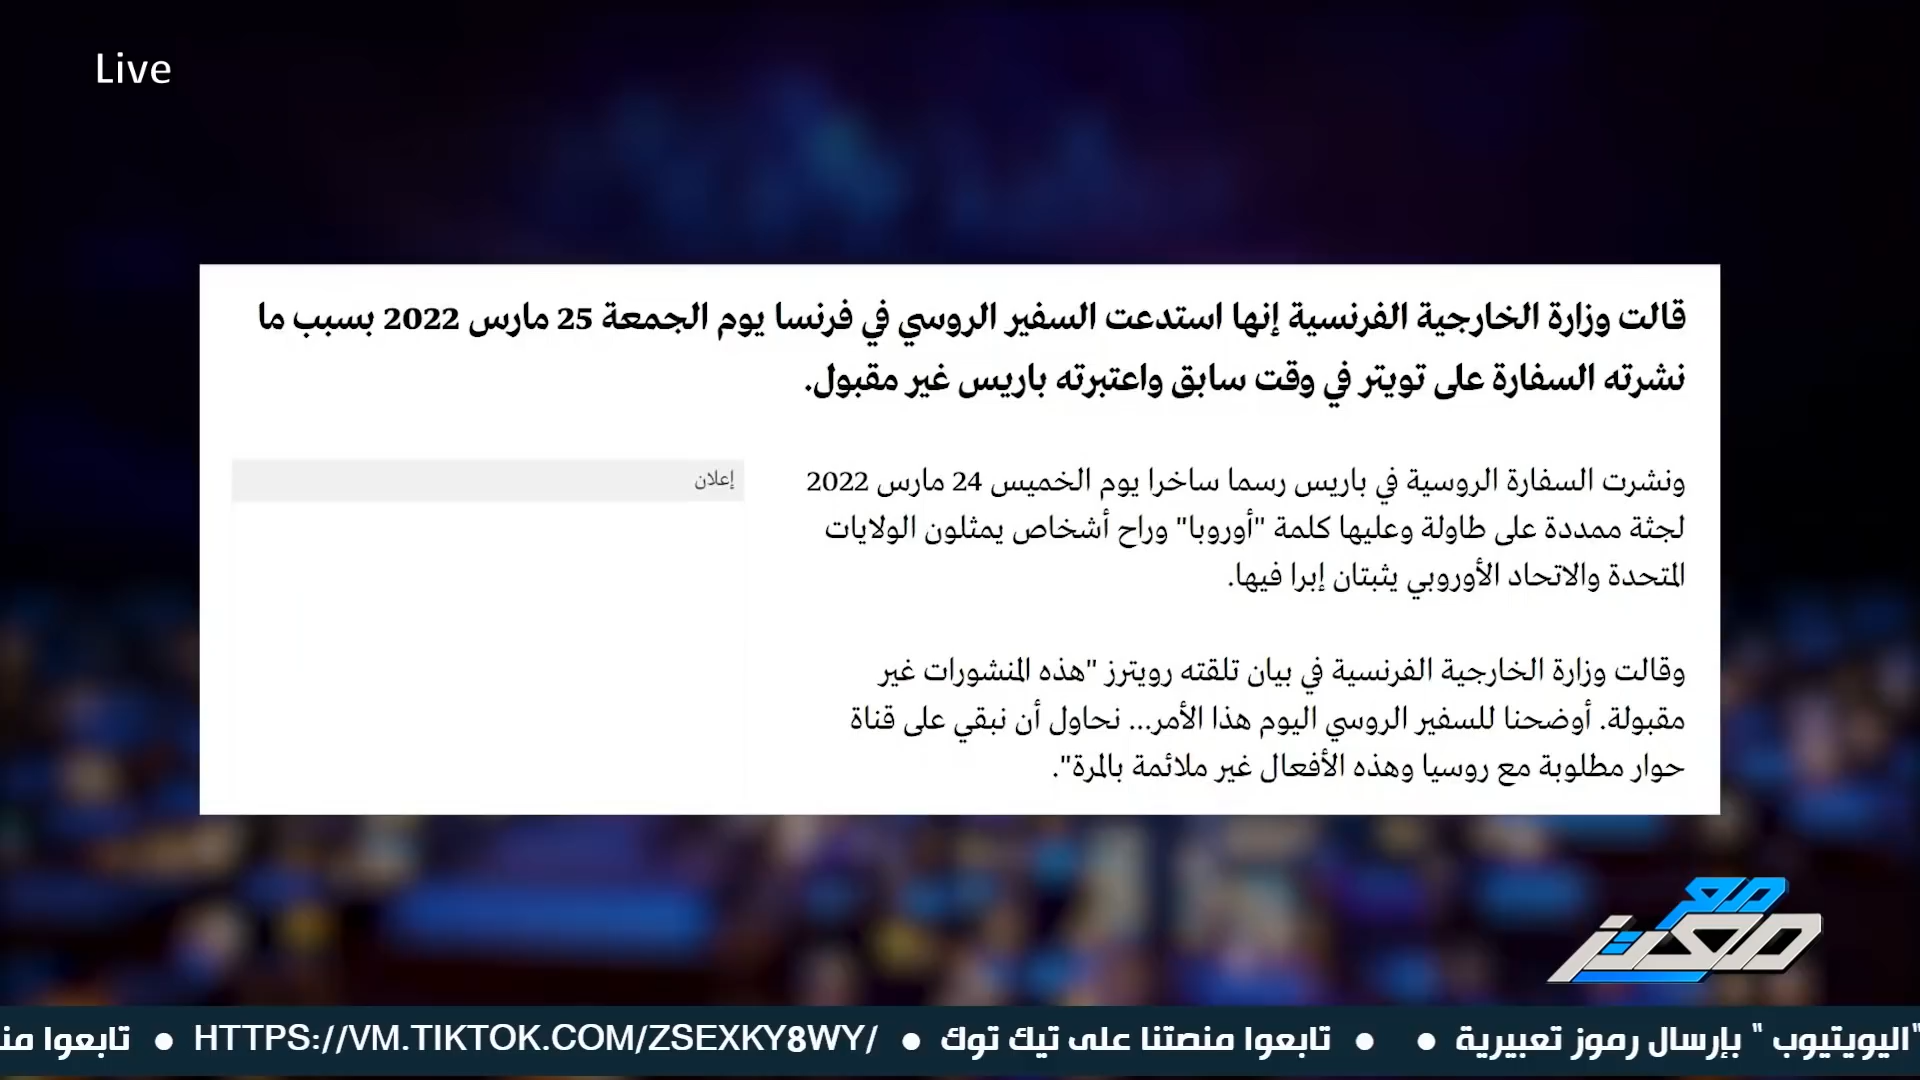 Live
قالت وزارة الخارجية الفرنسية إنها استدعت السفير الروسي في فرنسا يوم الجمعة 25 مارس 2022 بسبب ما
نشرته السفارة على تويتر في وقت سابق واعتبرته باريس غير مقبول.
ونشرت السفارة الروسية في باريس رسما ساخرا يوم الخميس 24 مارس 2022
لجثة ممددة على طاولة وعليها كلمة "أوروبا" وراح أشخاص يمثلون الولايات
المتحدة والاتحاد الأوروبي يثبتان إبرا فيها.
إعلان
وقالت وزارة الخارجية الفرنسية في بيان تلقته رويترز "هذه المنشورات غير
مقبولة. أوضحنا للسفير الروسي اليوم هذا الأمر... نحاول أن نبقي على قناة
حوار مطلوبة مع روسيا وهذه الأفعال غير ملائمة بالمرة".
مع
"اليويتيوب " بإرسال رموز تعبيرية ● ● تابعوا منصتنا على تيك توك ● HTTPS://VM.TIKTOK.COM/ZSEXKY8WY/ ● تابعوا